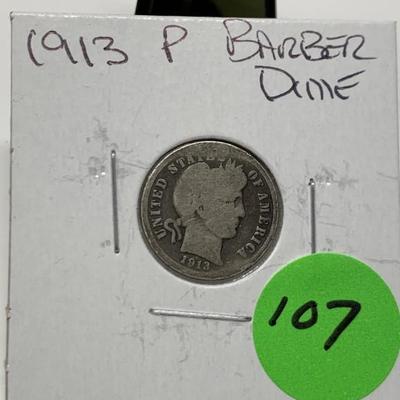 1913 P BARBER
DIME
UNITED STATES OF AMERICA
1913
107